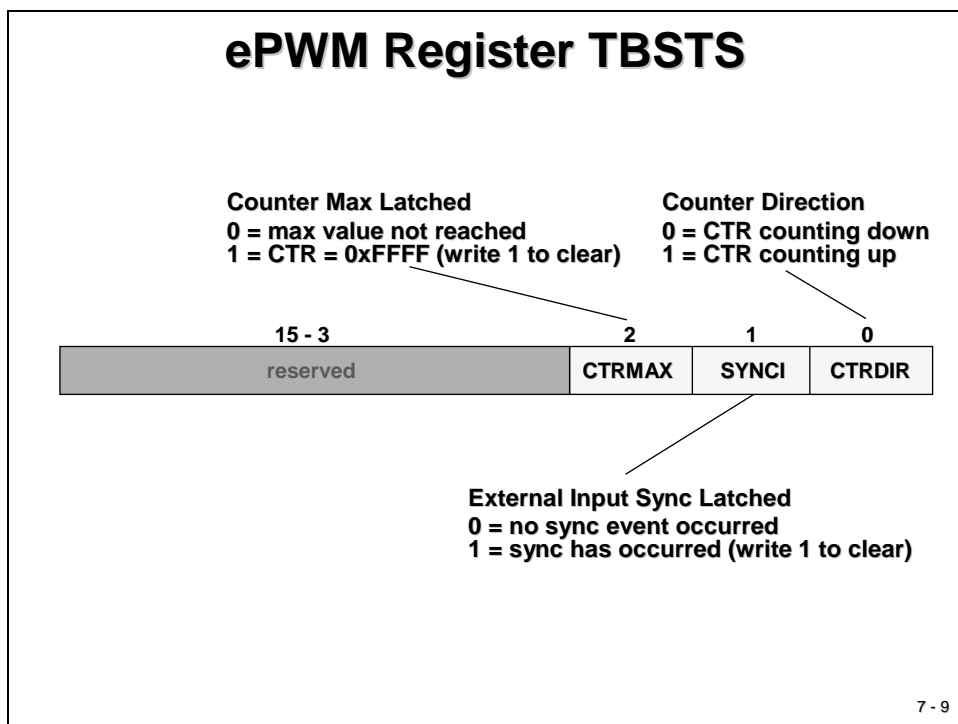 ePWM Register TBSTS
Counter Max Latched
0 = max value not reached
1 = CTR = 0xFFFF (write 1 to clear)
Counter Direction
0 = CTR counting down
1 = CTR counting up
15 - 3
2
1
0
reserved
CTRMAX
SYNCI
CTRDIR
External Input Sync Latched
0 = no sync event occurred
1 = sync has occurred (write 1 to clear)
7 - 9